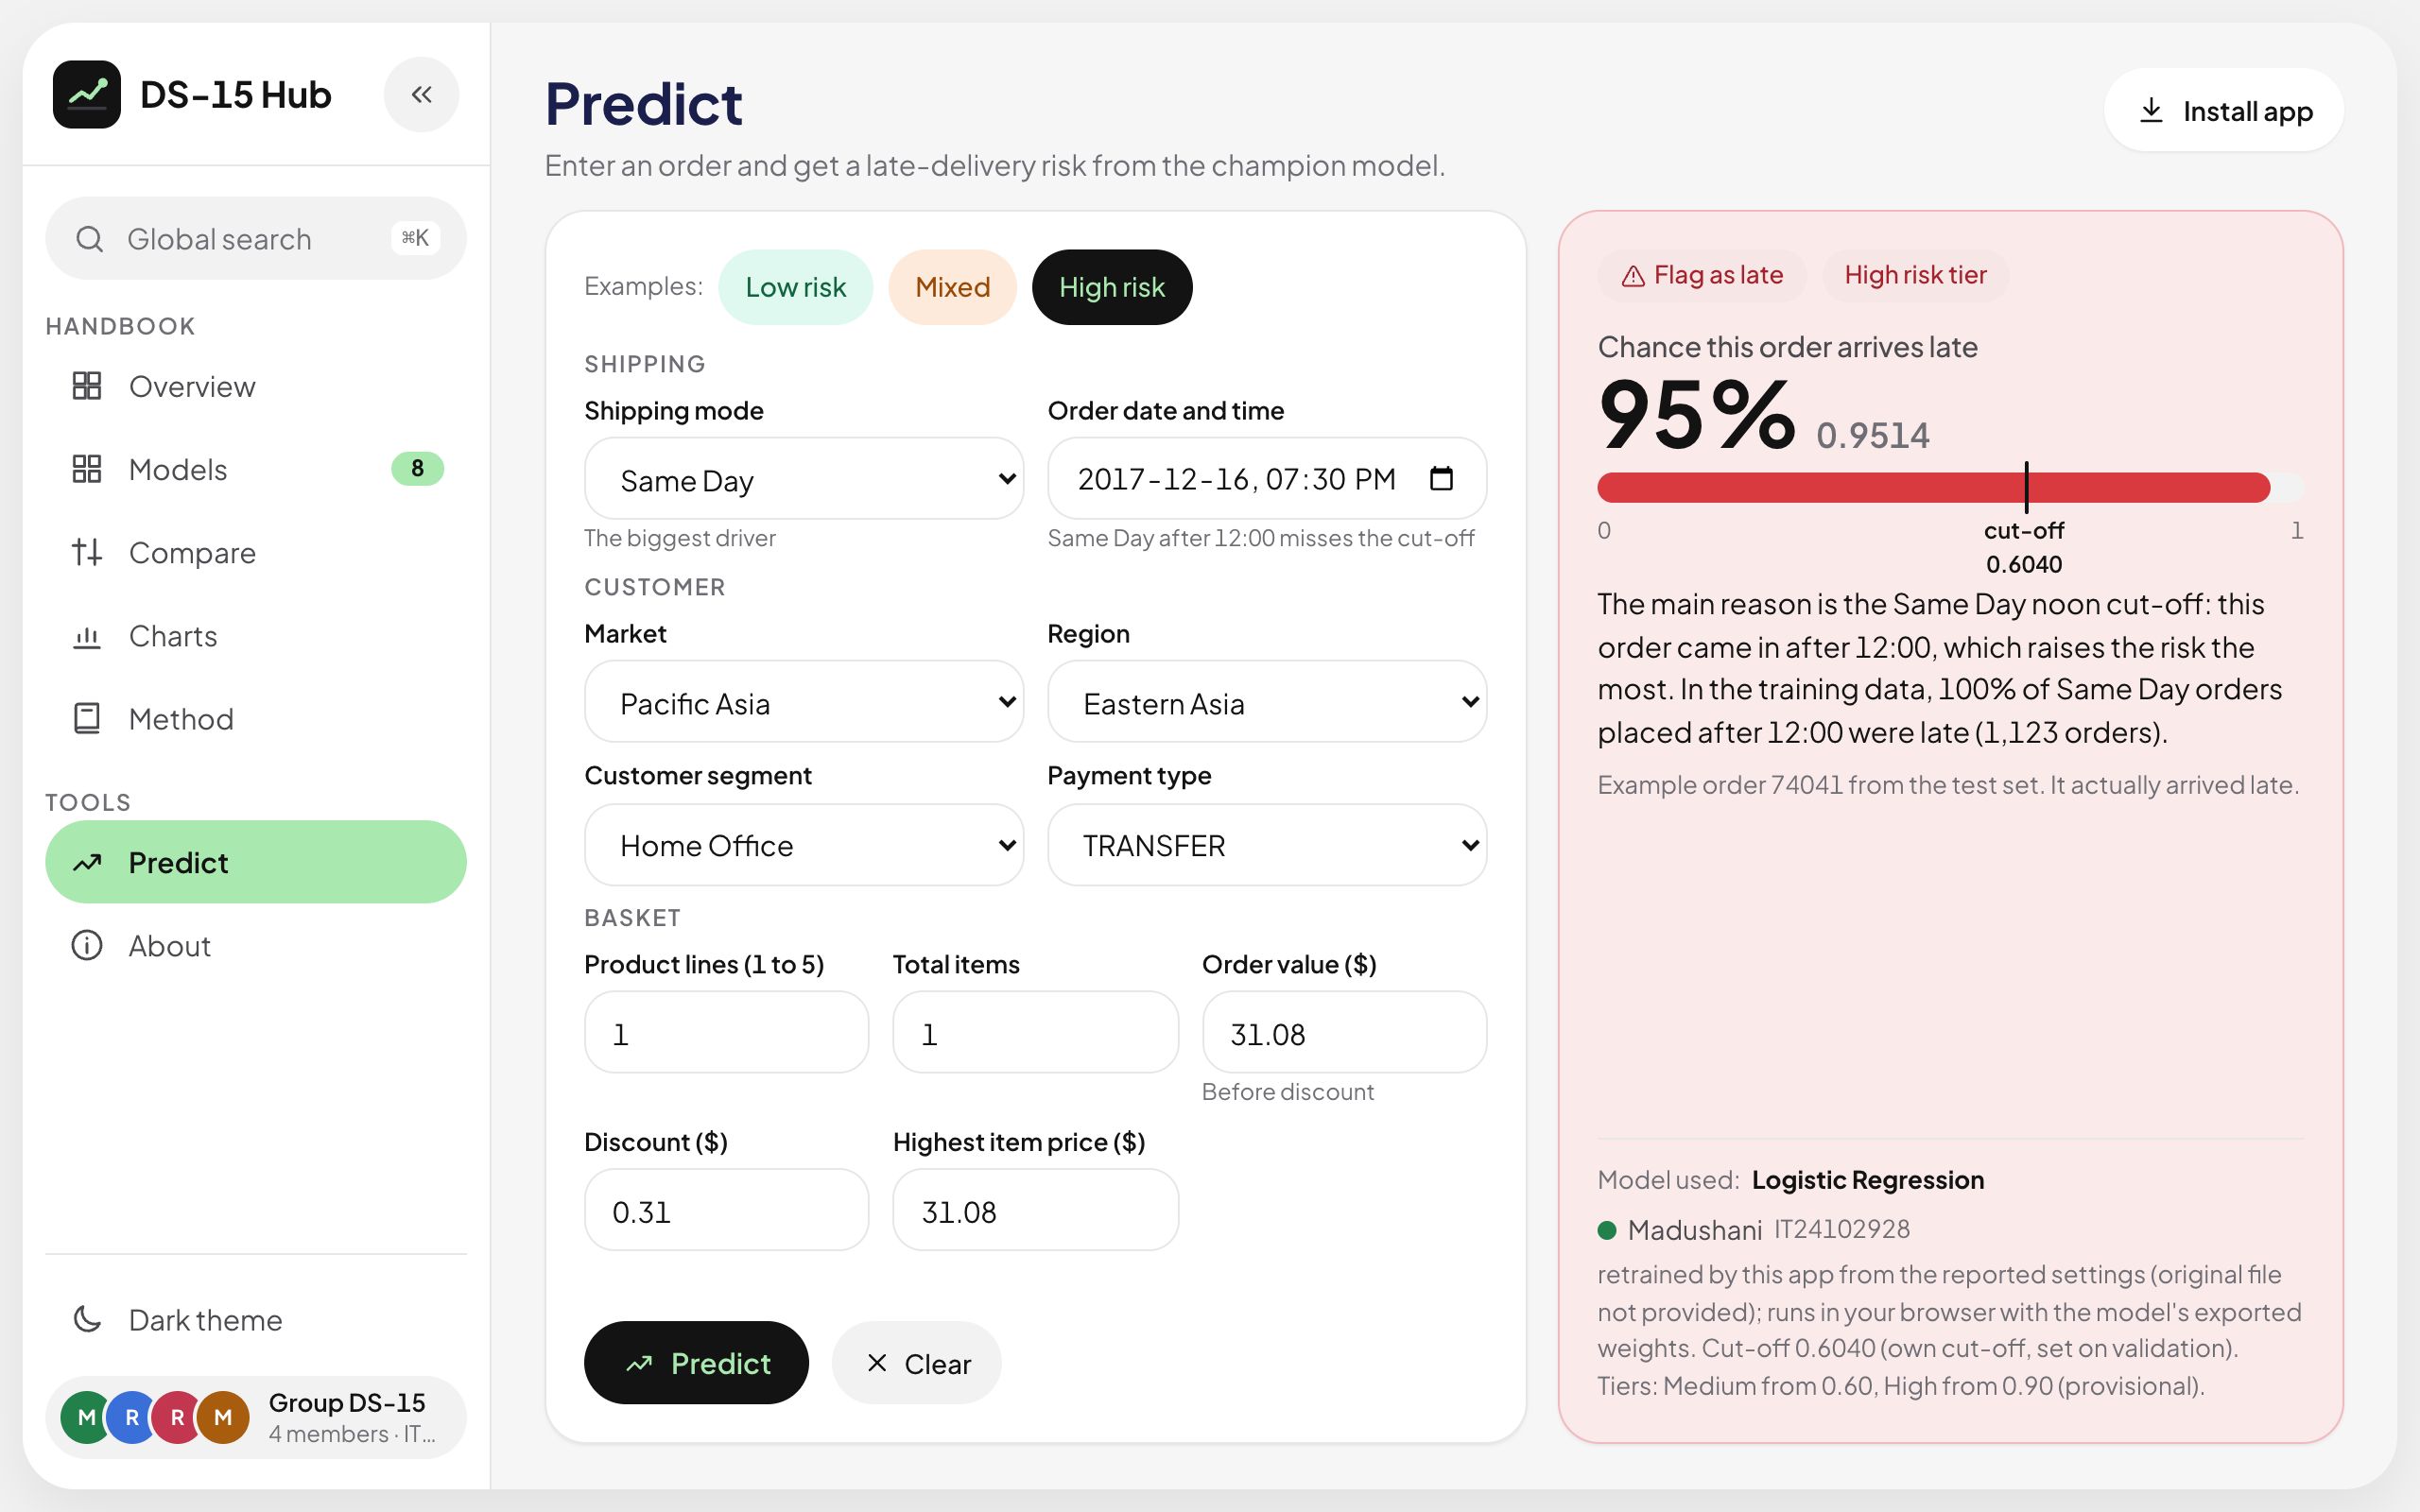 DS-15 Hub
Global search
⌘K
HANDBOOK
Overview
Models
8
Compare
Charts
Method
TOOLS
Predict
About
Dark theme
M
R
R
M
Group DS-15
4 members · IT...
Predict
Enter an order and get a late-delivery risk from the champion model.
Install app
Examples:
Low risk
Mixed
High risk
SHIPPING
Shipping mode
Order date and time
Same Day
2017-12-16, 07:30 PM
The biggest driver
Same Day after 12:00 misses the cut-off
CUSTOMER
Market
Region
Pacific Asia
Eastern Asia
Customer segment
Payment type
Home Office
TRANSFER
BASKET
Product lines (1 to 5)
Total items
Order value ($)
1
1
31.08
Before discount
Discount ($)
Highest item price ($)
0.31
31.08
Predict
Clear
Flag as late
High risk tier
Chance this order arrives late
95% 0.9514
0
cut-off
1
0.6040
The main reason is the Same Day noon cut-off: this
order came in after 12:00, which raises the risk the
most. In the training data, 100% of Same Day orders
placed after 12:00 were late (1,123 orders).
Example order 74041 from the test set. It actually arrived late.
Model used: Logistic Regression
Madushani IT24102928
retrained by this app from the reported settings (original file
not provided); runs in your browser with the model's exported
weights. Cut-off 0.6040 (own cut-off, set on validation).
Tiers: Medium from 0.60, High from 0.90 (provisional).